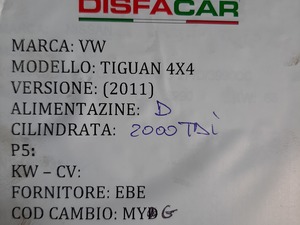 DISFACAR
MARCA: VW
MODELLO: TIGUAN 4X4
VERSIONE: (2011)
ALIMENTAZINE: D
CILINDRATA: 2000 TDi
P5:
KW – CV:
FORNITORE: EBE
COD CAMBIO: